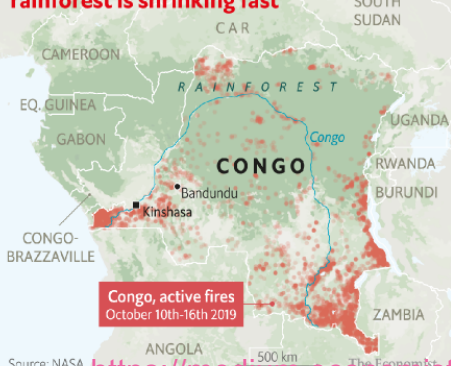 rainforest is shrinking fast
SOUTH
SUDAN
CAR
CAMEROON
RAINFOREST
EQ. GUINEA
UGANDA
GABON
Congo
CONGO
RWANDA
Bandundu
BURUNDI
Kinshasa
CONGO-
BRAZZAVILLE
Congo, active fires
October 10th-16th 2019
ZAMBIA
ANGOLA
500 km
Source: NASA
The Economist